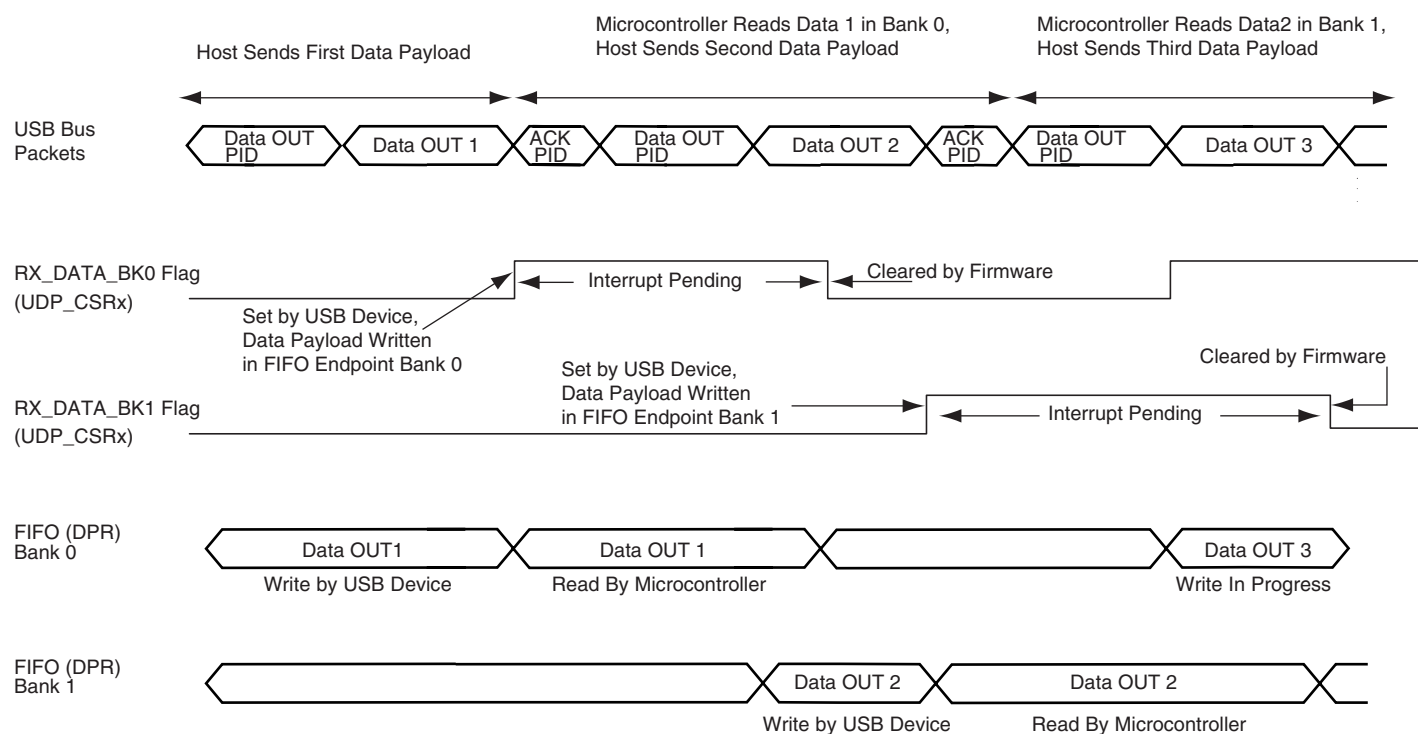 Host Sends First Data Payload
Microcontroller Reads Data 1 in Bank 0,
Host Sends Second Data Payload
Microcontroller Reads Data2 in Bank 1,
Host Sends Third Data Payload
USB Bus
Packets
Data OUT
PID
Data OUT 1
ACK
PID
Data OUT
PID
Data OUT 2
ACK
PID
Data OUT
PID
Data OUT 3
RX_DATA_BK0 Flag
(UDP_CSRx)
Interrupt Pending
Cleared by Firmware
Set by USB Device,
Data Payload Written
in FIFO Endpoint Bank 0
Cleared by Firmware
RX_DATA_BK1 Flag
(UDP_CSRx)
Set by USB Device,
Data Payload Written
in FIFO Endpoint Bank 1
Interrupt Pending
FIFO (DPR)
Bank 0
Data OUT1
Data OUT 1
Data OUT 3
Write by USB Device
Read By Microcontroller
Write In Progress
FIFO (DPR)
Bank 1
Data OUT 2
Data OUT 2
Write by USB Device
Read By Microcontroller